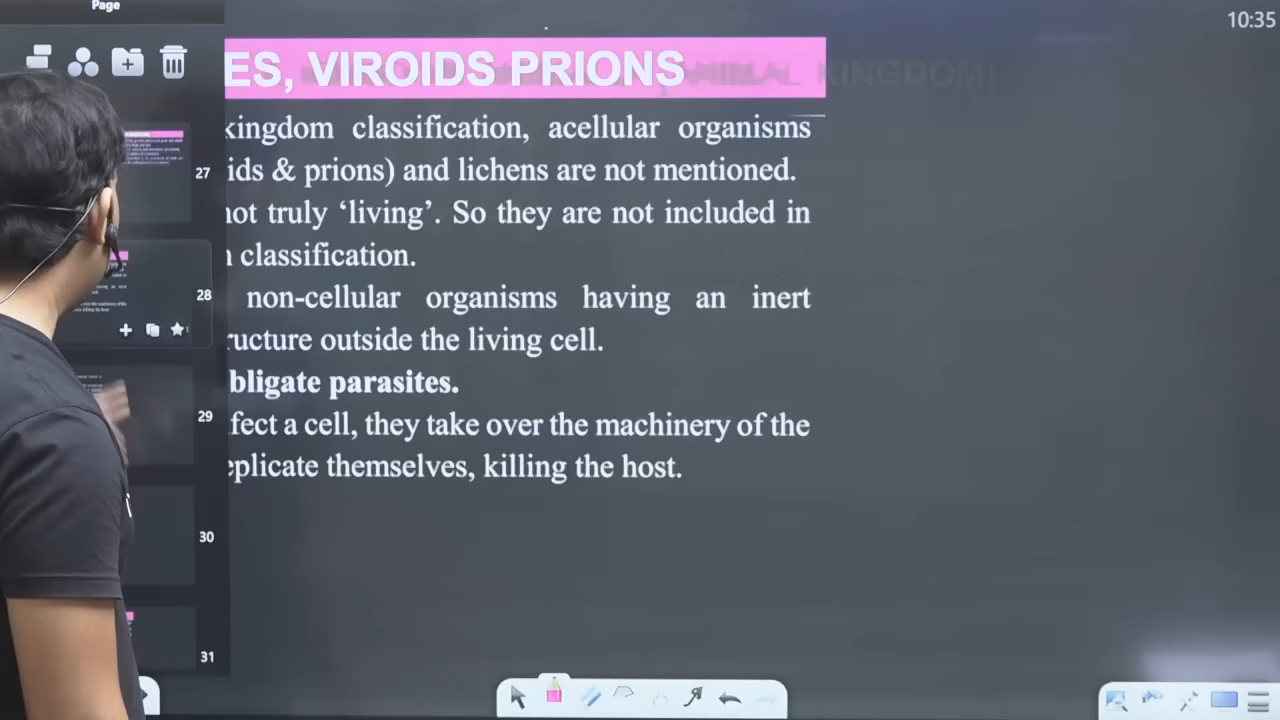 Page
10:35
ES, VIROIDS PRIONS
KINGDOM)
kingdom classification, acellular organisms
ids & prions) and lichens are not mentioned.
not truly ‘living’. So they are not included in
classification.
non-cellular organisms having an inert
ructure outside the living cell.
bligate parasites.
fect a cell, they take over the machinery of the
eplicate themselves, killing the host.
27
28
29
30
31